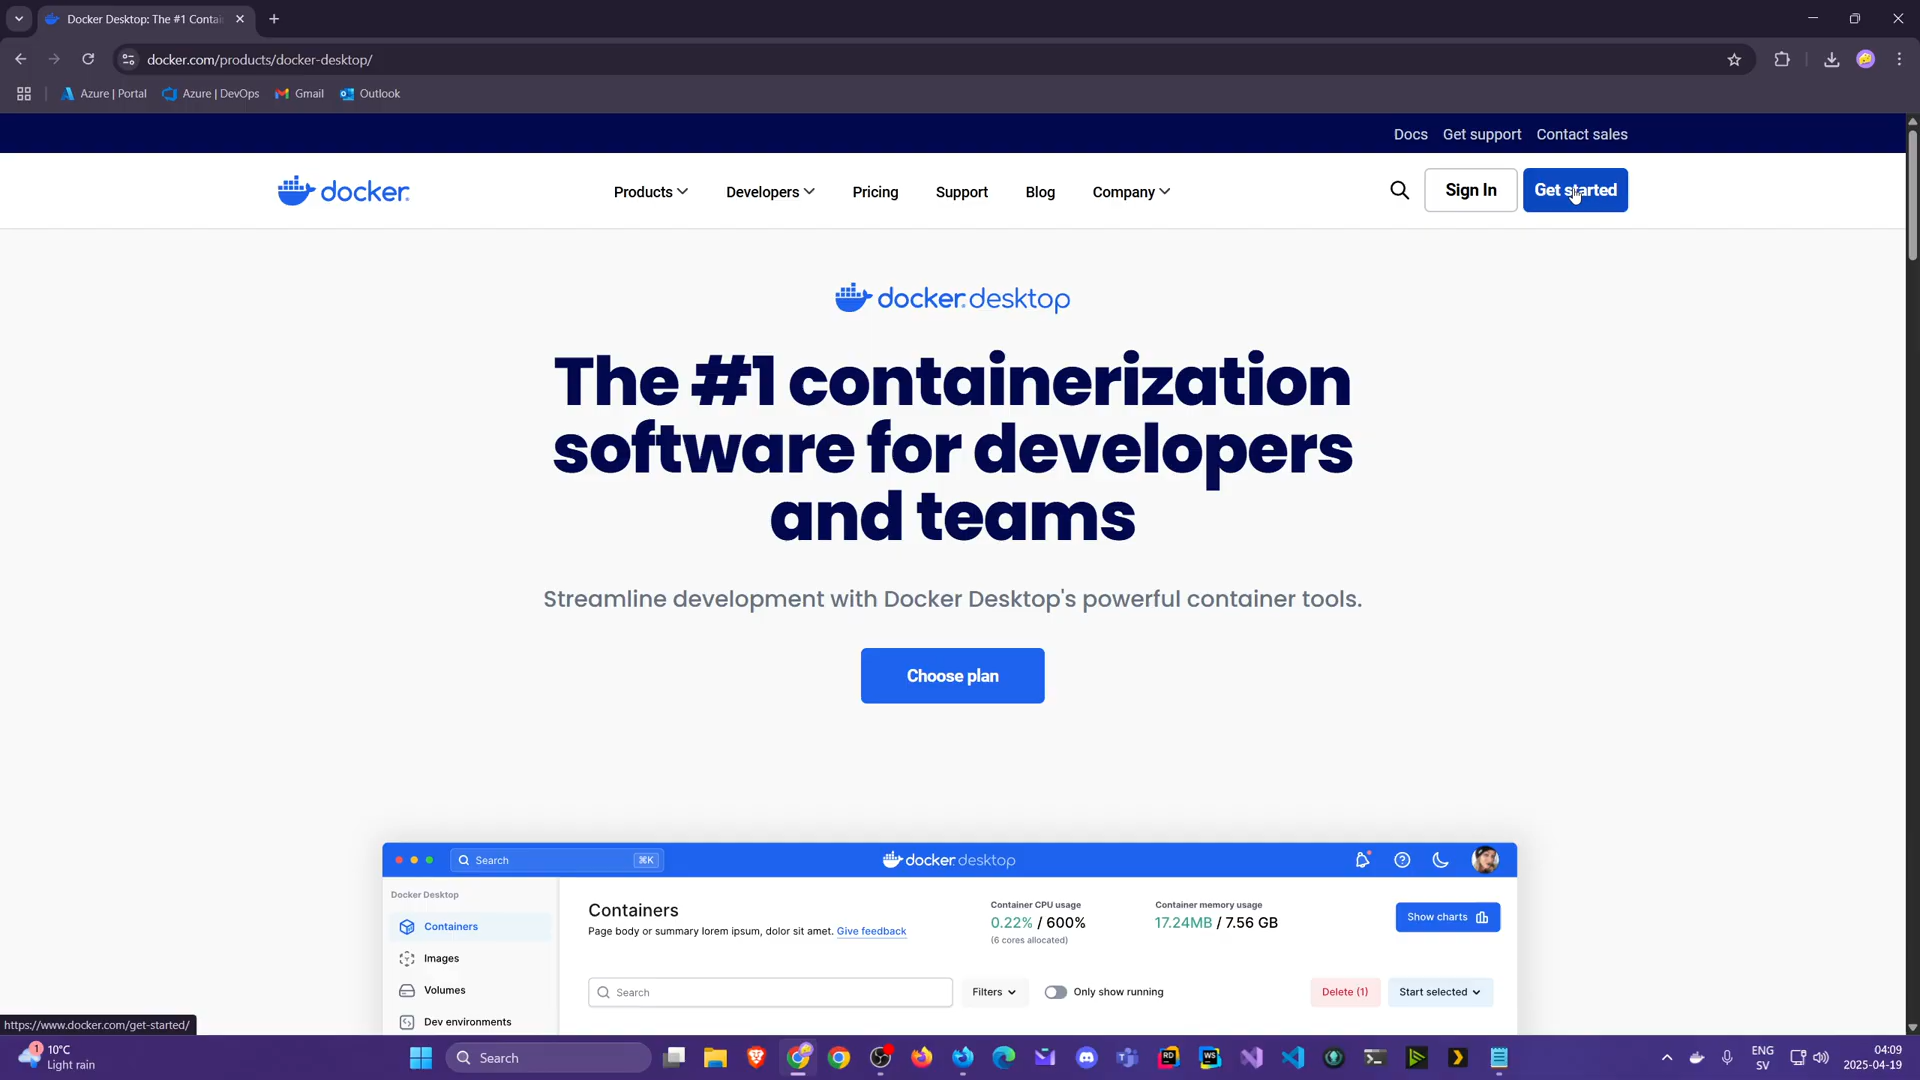 Docker Desktop: The #1 Contai
docker.com/products/docker-desktop/
Azure | Portal
Azure | DevOps
Gmail
Outlook
Docs
Get support
Contact sales
docker.
Products
Developers
Pricing
Support
Blog
Company
Sign In
Get started
docker.desktop
The #1 containerization
software for developers
and teams
Streamline development with Docker Desktop's powerful container tools.
Choose plan
Search
⌘K
docker.desktop
Docker Desktop
Containers
Images
Volumes
Dev environments
Containers
Page body or summary lorem ipsum, dolor sit amet. Give feedback
Container CPU usage
0.22% / 600%
(6 cores allocated)
Container memory usage
17.24MB / 7.56 GB
Show charts
Search
Filters
Only show running
Delete (1)
Start selected
https://www.docker.com/get-started/
1
10°C
Light rain
Search
RD
WS
ENG
SV
04:09
2025-04-19